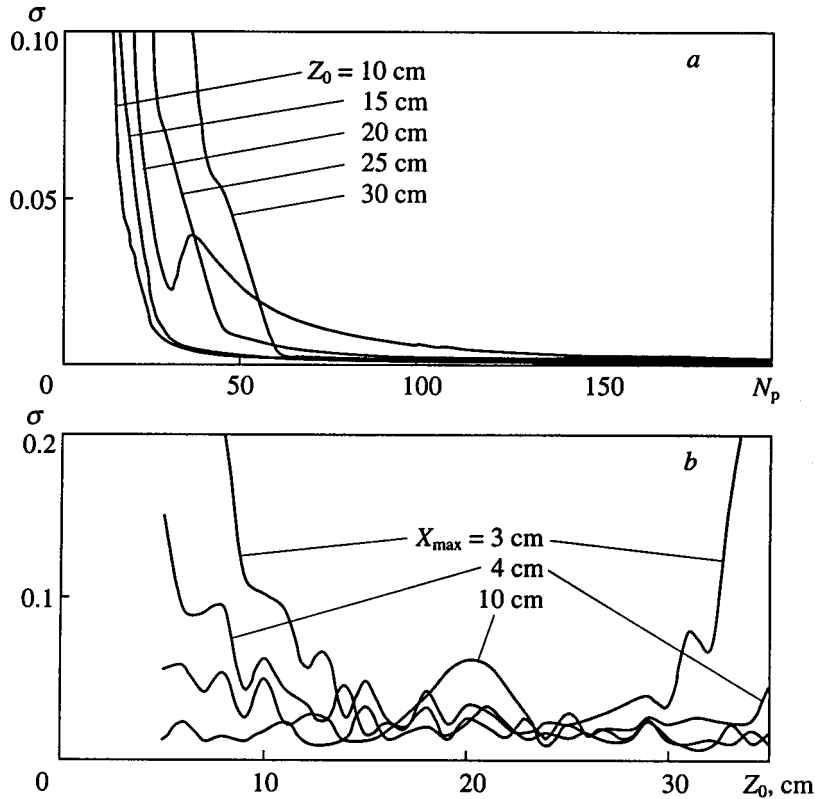 σ
0.10
a
Z₀ = 10 cm
15 cm
20 cm
25 cm
30 cm
0.05
0
50
100
150
Nₚ
σ
0.2
b
Xₘₐₓ = 3 cm
4 cm
10 cm
0.1
0
10
20
30
Z₀, cm